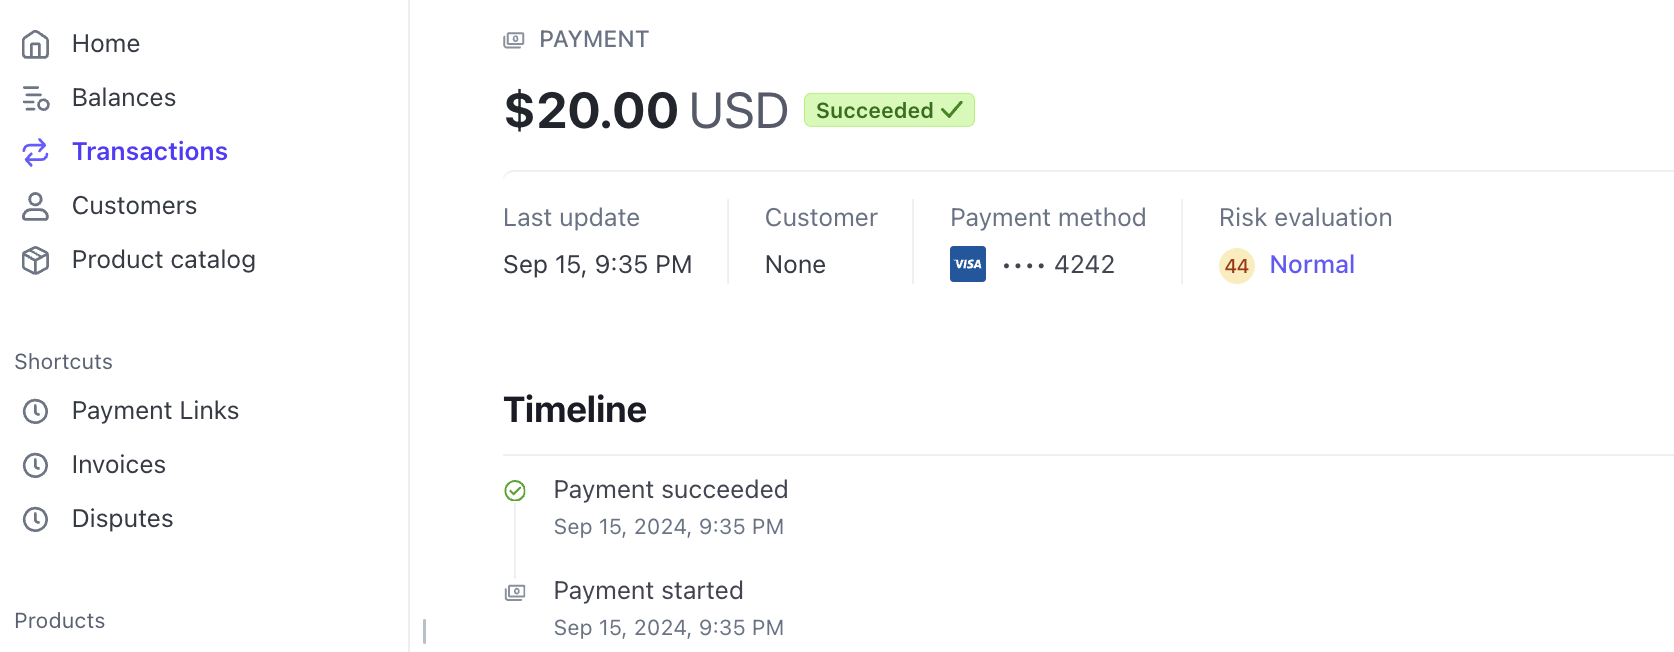 Home
Balances
Transactions
Customers
Product catalog
Shortcuts
Payment Links
Invoices
Disputes
Products
PAYMENT
$20.00 USD Succeeded ✓
Last update
Sep 15, 9:35 PM
Customer
None
Payment method
VISA •••• 4242
Risk evaluation
44 Normal
Timeline
Payment succeeded
Sep 15, 2024, 9:35 PM
Payment started
Sep 15, 2024, 9:35 PM